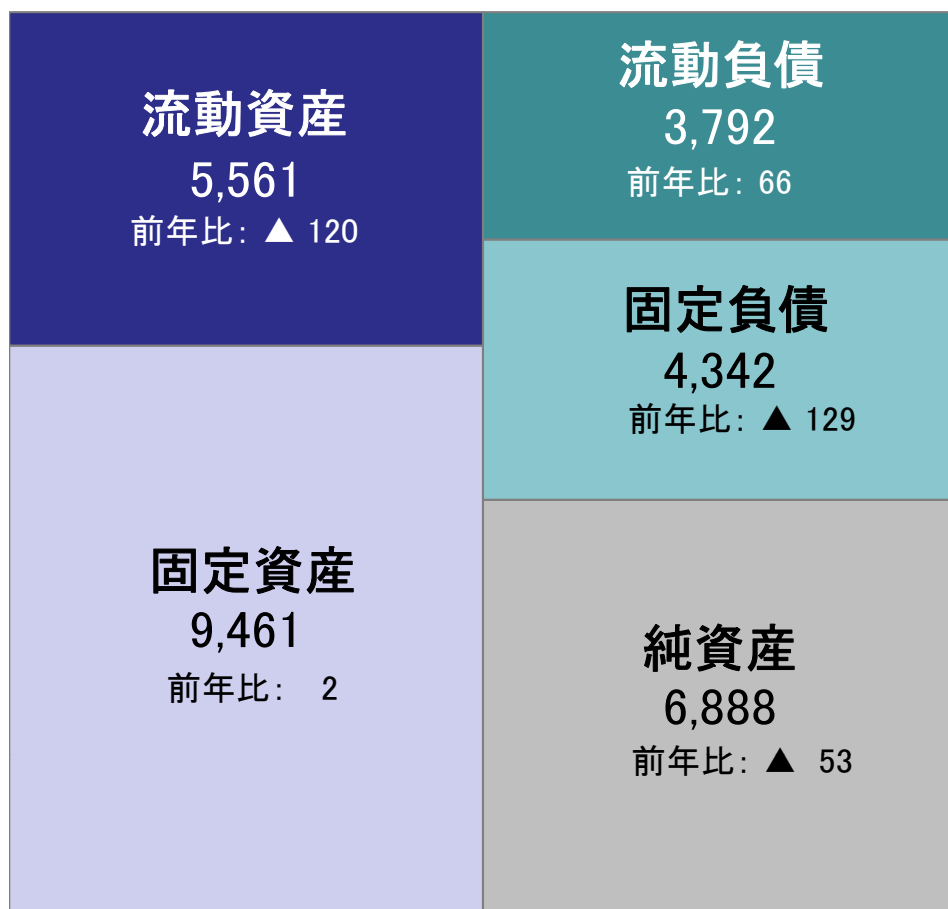 流動資産
5,561
前年比: ▲ 120
固定資産
9,461
前年比: 2
流動負債
3,792
前年比: 66
固定負債
4,342
前年比: ▲ 129
純資産
6,888
前年比: ▲ 53